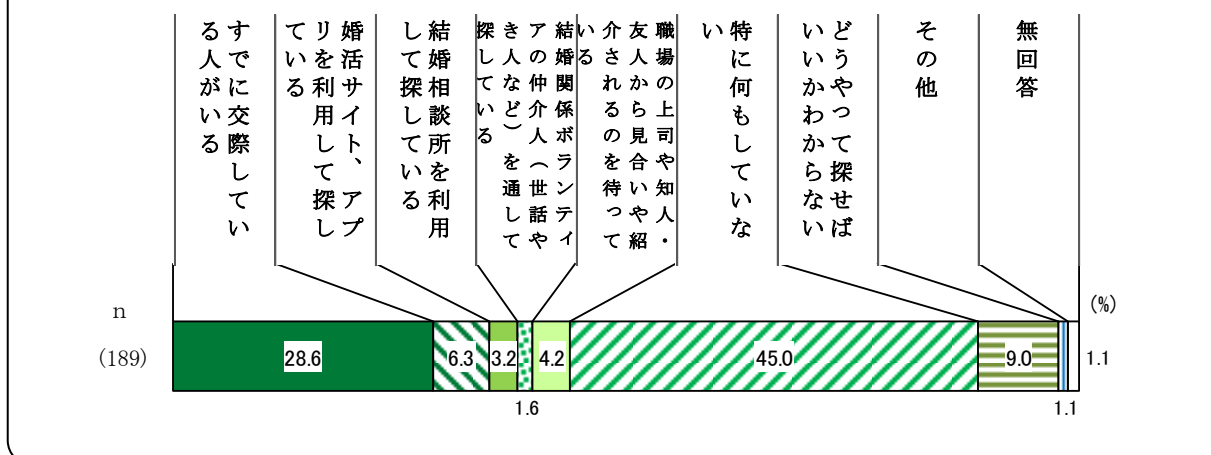 すでに交際してい
る人がいる
婚活サイト、アプ
リを利用して探し
ている
結婚相談所を利用
して探している
結婚関係ボランティ
アの仲介人（世話や
き人など）を通して
探している
職場の上司や知人・
友人から見合いや紹
介されるのを待って
いる
特に何もしていな
い
どうやって探せば
いいかわからない
その他
無回答
n
(%)
(189)
28.6
6.3
3.2
4.2
45.0
9.0
1.1
1.6
1.1